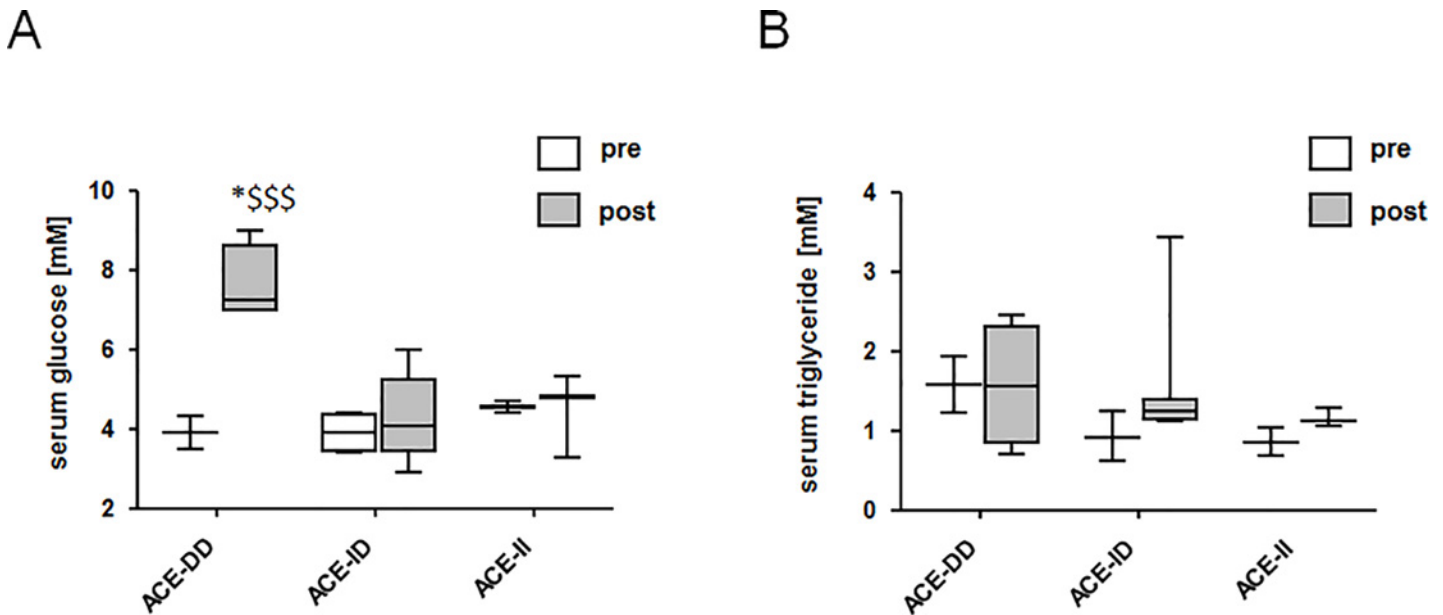 A
B
pre
post
*$$$
serum glucose [mM]
10
8
6
4
2
ACE-DD
ACE-ID
ACE-II
pre
post
serum triglyceride [mM]
4
3
2
1
0
ACE-DD
ACE-ID
ACE-II